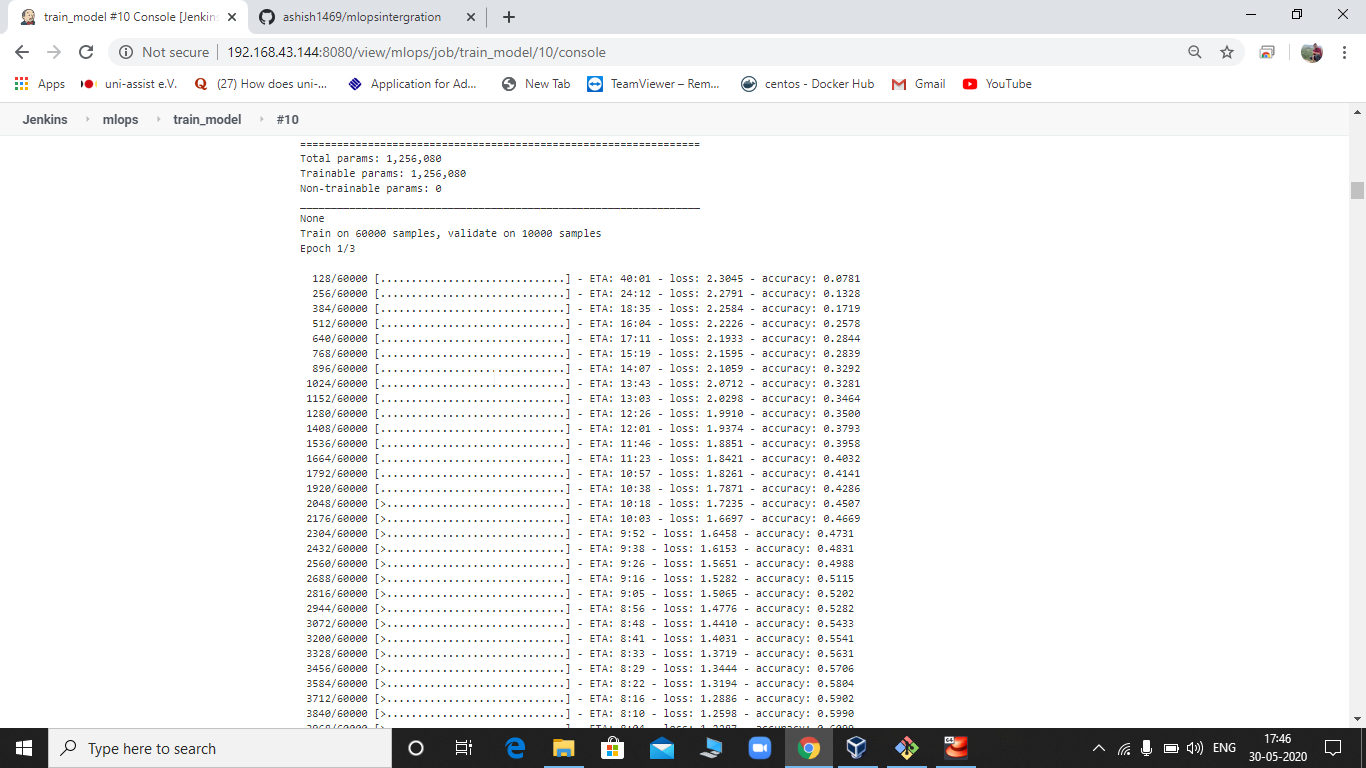 train_model #10 Console [Jenkins
ashish1469/mlopsintergration
Not secure
192.168.43.144:8080/view/mlops/job/train_model/10/console
Apps
uni-assist e.V.
(27) How does uni-...
Application for Ad...
New Tab
TeamViewer – Rem...
centos - Docker Hub
Gmail
YouTube
Jenkins
mlops
train_model
#10
=================================================================
Total params: 1,256,080
Trainable params: 1,256,080
Non-trainable params: 0
_________________________________________________________________
None
Train on 60000 samples, validate on 10000 samples
Epoch 1/3
128/60000 [..............................] - ETA: 40:01 - loss: 2.3045 - accuracy: 0.0781
256/60000 [..............................] - ETA: 24:12 - loss: 2.2791 - accuracy: 0.1328
384/60000 [..............................] - ETA: 18:35 - loss: 2.2584 - accuracy: 0.1719
512/60000 [..............................] - ETA: 16:04 - loss: 2.2226 - accuracy: 0.2578
640/60000 [..............................] - ETA: 17:11 - loss: 2.1933 - accuracy: 0.2844
768/60000 [..............................] - ETA: 15:19 - loss: 2.1595 - accuracy: 0.2839
896/60000 [..............................] - ETA: 14:07 - loss: 2.1059 - accuracy: 0.3292
1024/60000 [..............................] - ETA: 13:43 - loss: 2.0712 - accuracy: 0.3281
1152/60000 [..............................] - ETA: 13:03 - loss: 2.0298 - accuracy: 0.3464
1280/60000 [..............................] - ETA: 12:26 - loss: 1.9910 - accuracy: 0.3500
1408/60000 [..............................] - ETA: 12:01 - loss: 1.9374 - accuracy: 0.3793
1536/60000 [..............................] - ETA: 11:46 - loss: 1.8851 - accuracy: 0.3958
1664/60000 [..............................] - ETA: 11:23 - loss: 1.8421 - accuracy: 0.4032
1792/60000 [..............................] - ETA: 10:57 - loss: 1.8261 - accuracy: 0.4141
1920/60000 [..............................] - ETA: 10:38 - loss: 1.7871 - accuracy: 0.4286
2048/60000 [>.............................] - ETA: 10:18 - loss: 1.7235 - accuracy: 0.4507
2176/60000 [>.............................] - ETA: 10:03 - loss: 1.6697 - accuracy: 0.4669
2304/60000 [>.............................] - ETA: 9:52 - loss: 1.6458 - accuracy: 0.4731
2432/60000 [>.............................] - ETA: 9:38 - loss: 1.6153 - accuracy: 0.4831
2560/60000 [>.............................] - ETA: 9:26 - loss: 1.5651 - accuracy: 0.4988
2688/60000 [>.............................] - ETA: 9:16 - loss: 1.5282 - accuracy: 0.5115
2816/60000 [>.............................] - ETA: 9:05 - loss: 1.5065 - accuracy: 0.5202
2944/60000 [>.............................] - ETA: 8:56 - loss: 1.4776 - accuracy: 0.5282
3072/60000 [>.............................] - ETA: 8:48 - loss: 1.4410 - accuracy: 0.5433
3200/60000 [>.............................] - ETA: 8:41 - loss: 1.4031 - accuracy: 0.5541
3328/60000 [>.............................] - ETA: 8:33 - loss: 1.3719 - accuracy: 0.5631
3456/60000 [>.............................] - ETA: 8:29 - loss: 1.3444 - accuracy: 0.5706
3584/60000 [>.............................] - ETA: 8:22 - loss: 1.3194 - accuracy: 0.5804
3712/60000 [>.............................] - ETA: 8:16 - loss: 1.2886 - accuracy: 0.5902
3840/60000 [>.............................] - ETA: 8:10 - loss: 1.2598 - accuracy: 0.5990
Type here to search
ENG
17:46
30-05-2020